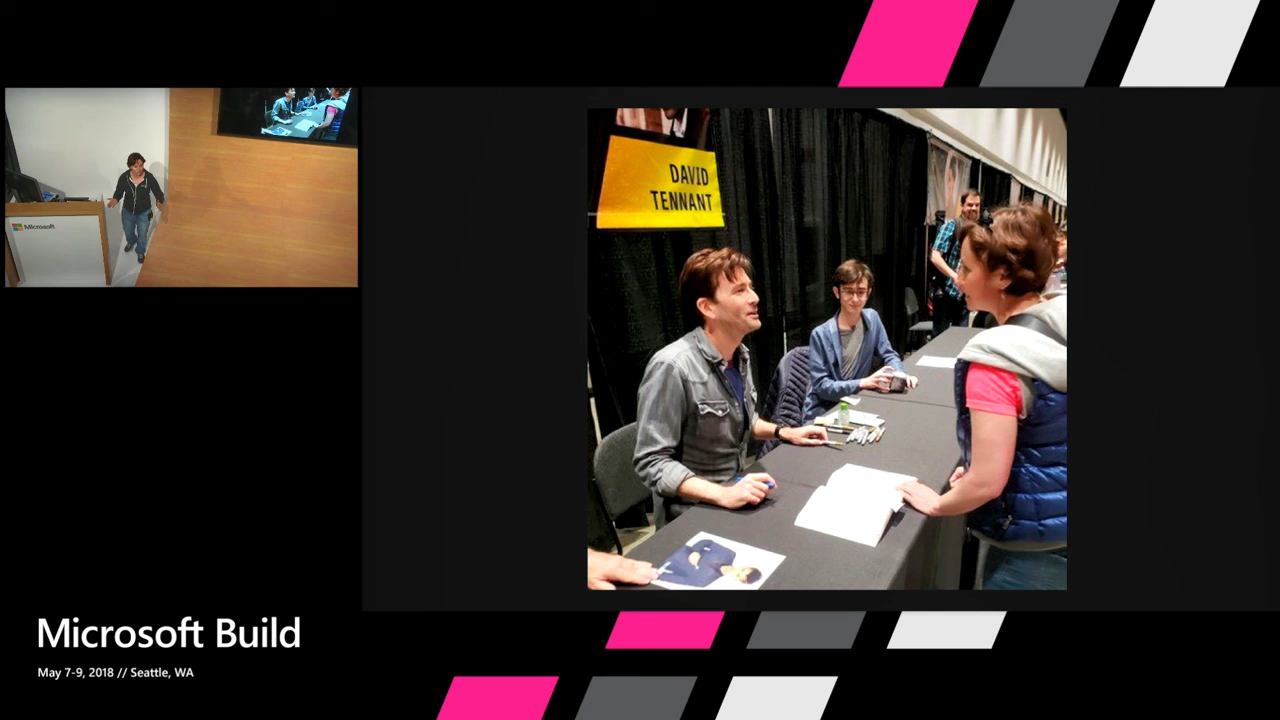 DAVID
TENNANT
Microsoft
Microsoft Build
May 7-9, 2018 // Seattle, WA